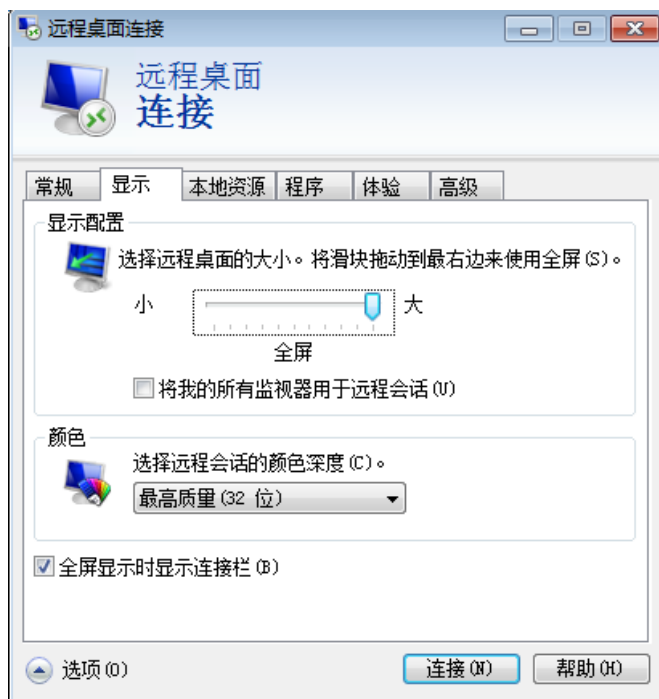 远程桌面连接
远程桌面
连接
常规 显示 本地资源 程序 体验 高级
显示配置
选择远程桌面的大小。将滑块拖动到最右边来使用全屏(S)。
小 大
全屏
将我的所有监视器用于远程会话(U)
颜色
选择远程会话的颜色深度(C)。
最高质量(32 位)
全屏显示时显示连接栏(B)
选项(O) 连接(N) 帮助(H)